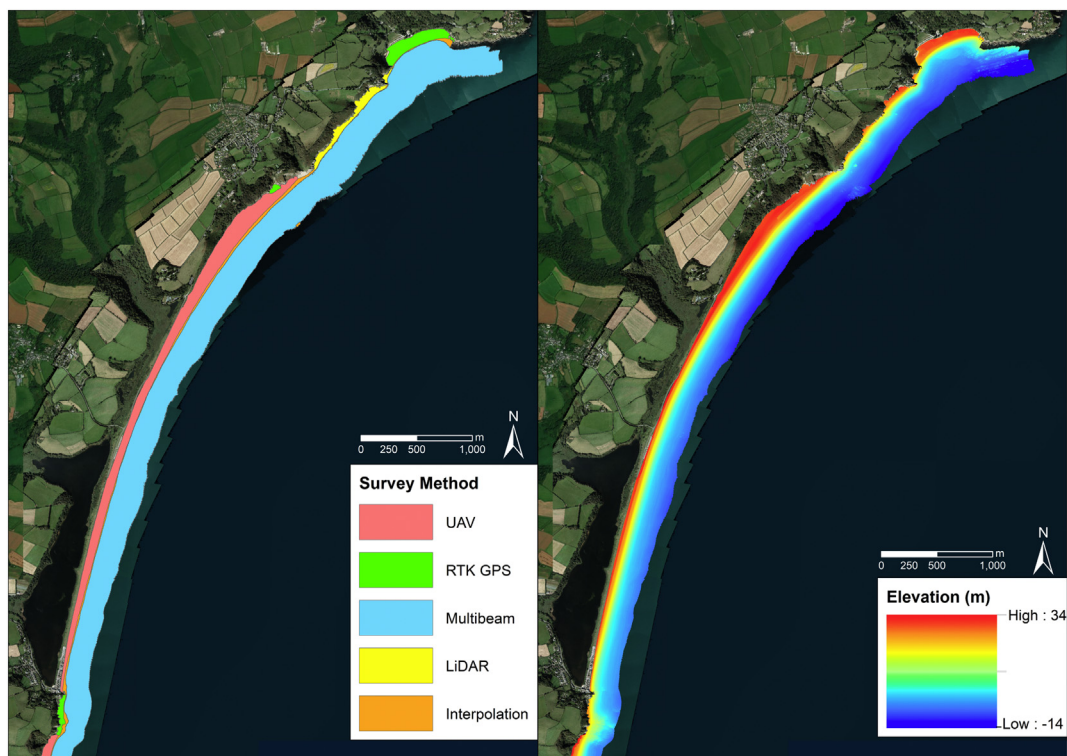 N
m
0 250 500 1,000
Survey Method
UAV
RTK GPS
Multibeam
LiDAR
Interpolation
N
m
0 250 500 1,000
Elevation (m)
High : 34
Low : -14